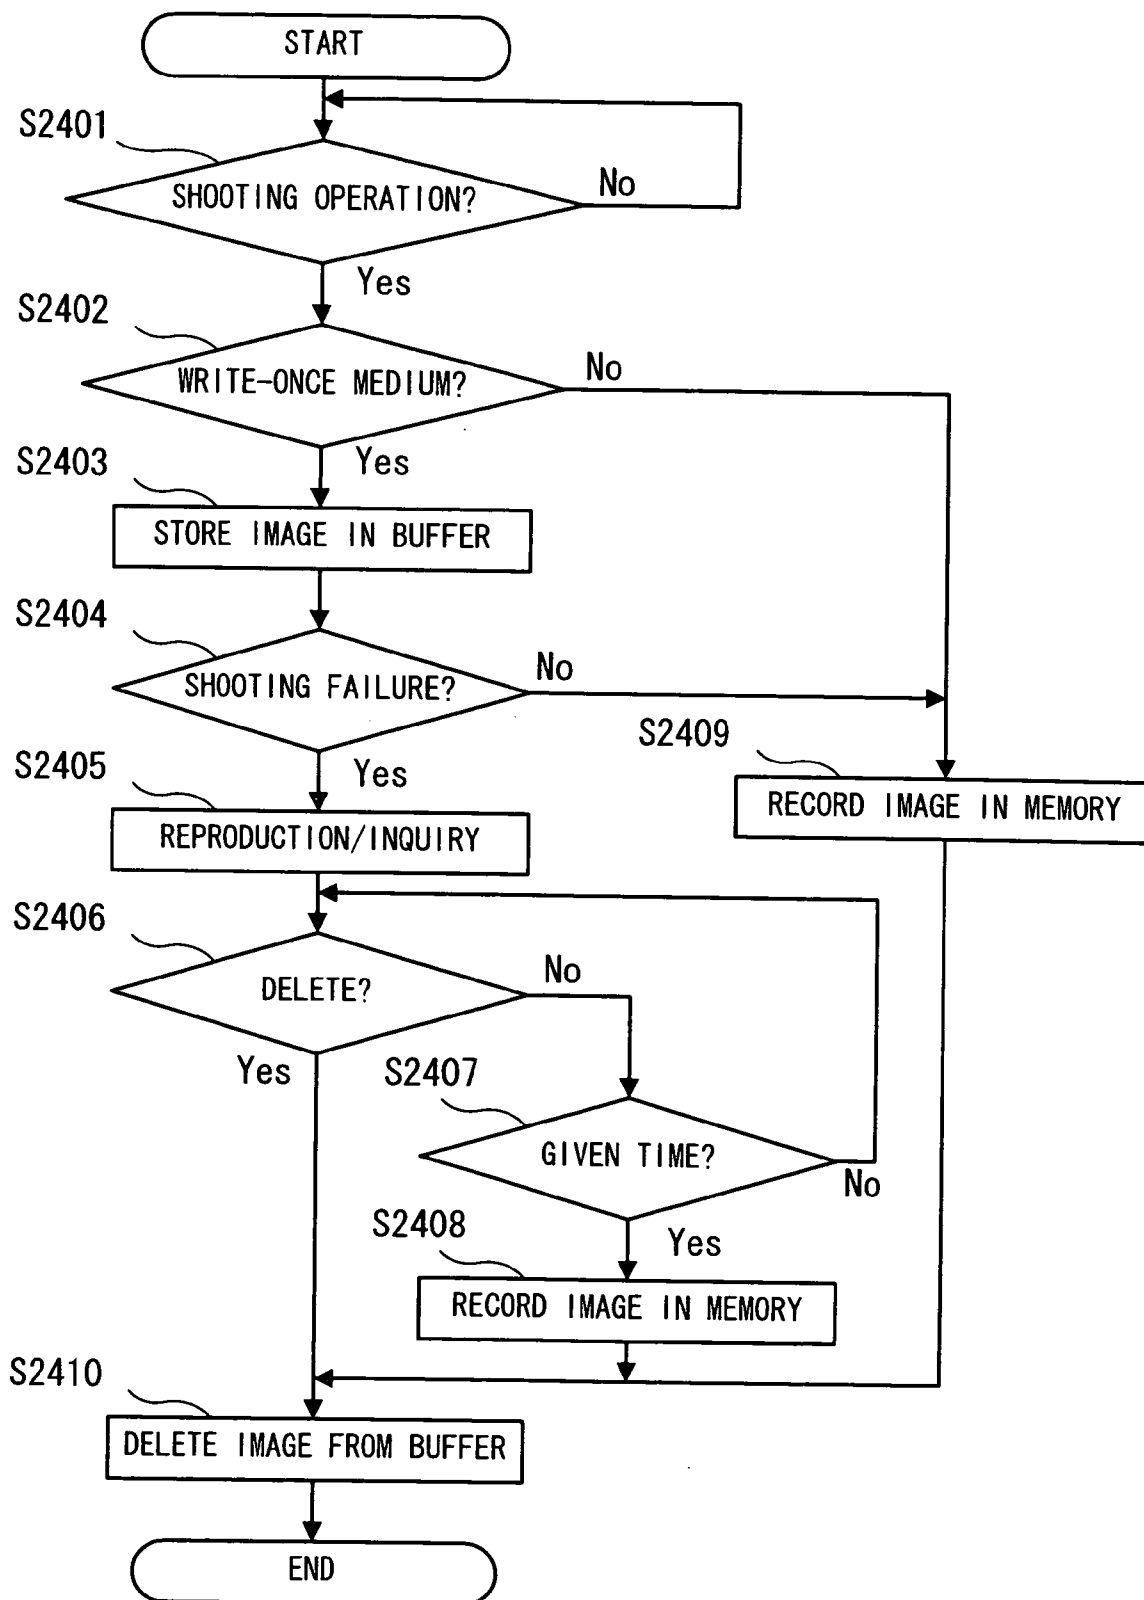 START
S2401
SHOOTING OPERATION?
No
Yes
S2402
WRITE-ONCE MEDIUM?
No
Yes
S2403
STORE IMAGE IN BUFFER
S2404
SHOOTING FAILURE?
No
Yes
S2405
REPRODUCTION/INQUIRY
S2409
RECORD IMAGE IN MEMORY
S2406
DELETE?
No
Yes
S2407
GIVEN TIME?
No
Yes
S2408
RECORD IMAGE IN MEMORY
S2410
DELETE IMAGE FROM BUFFER
END